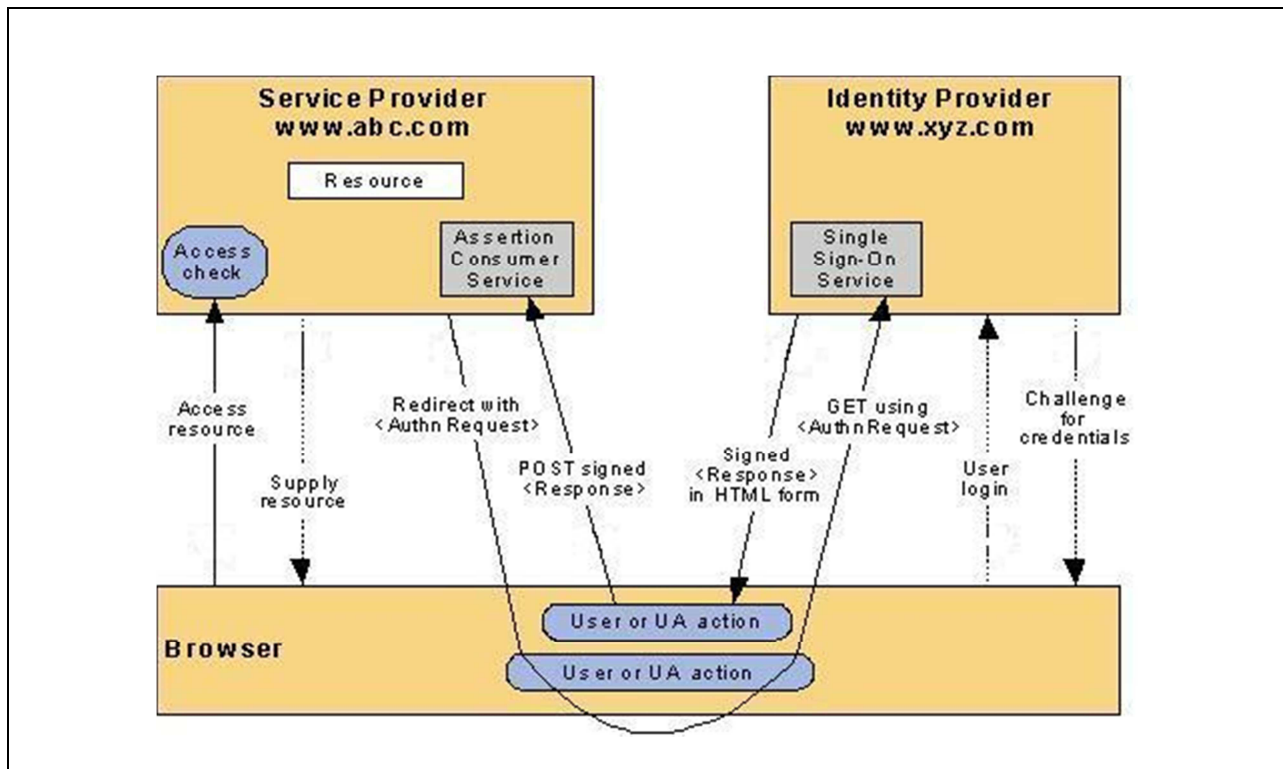 Service Provider
www.abc.com
Resource
Access
check
Assertion
Consumer
Service
Identity Provider
www.xyz.com
Single
Sign-On
Service
Access
resource
Supply
resource
Redirect with
<AuthnRequest>
POST signed
<Response>
Signed
<Response>
in HTML form
GET using
<AuthnRequest>
User
login
Challenge
for
credentials
Browser
User or UA action
User or UA action